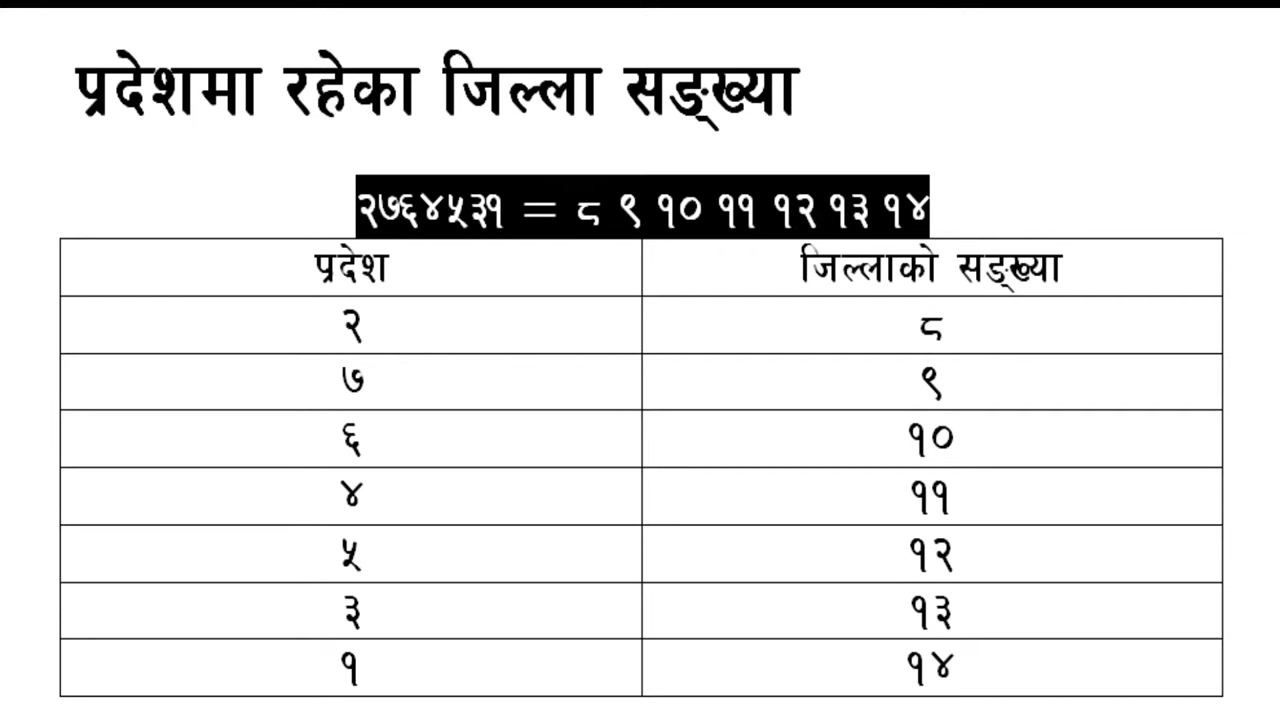 प्रदेशमा रहेका जिल्ला सङ्ख्या
२७६४५३१ = ८ ९ १० ११ १२ १३ १४
प्रदेश जिल्लाको सङ्ख्या
२ ८
७ ९
६ १०
४ ११
५ १२
३ १३
१ १४